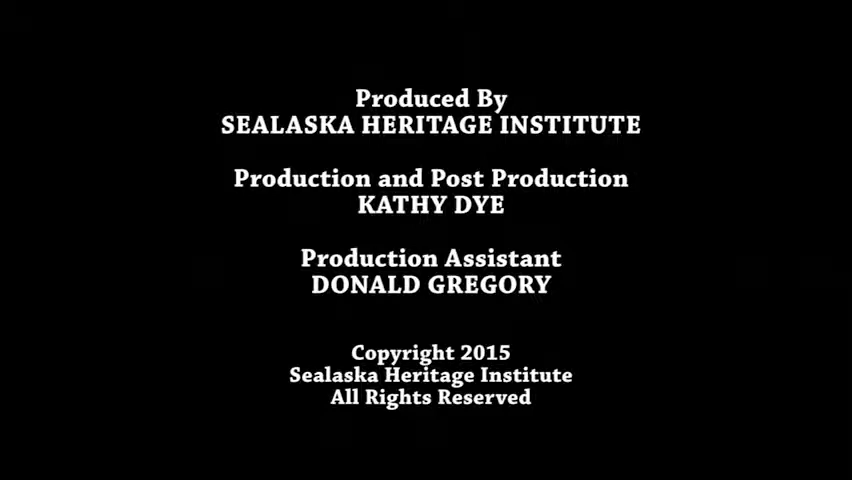 Produced By
SEALASKA HERITAGE INSTITUTE
Production and Post Production
KATHY DYE
Production Assistant
DONALD GREGORY
Copyright 2015
Sealaska Heritage Institute
All Rights Reserved